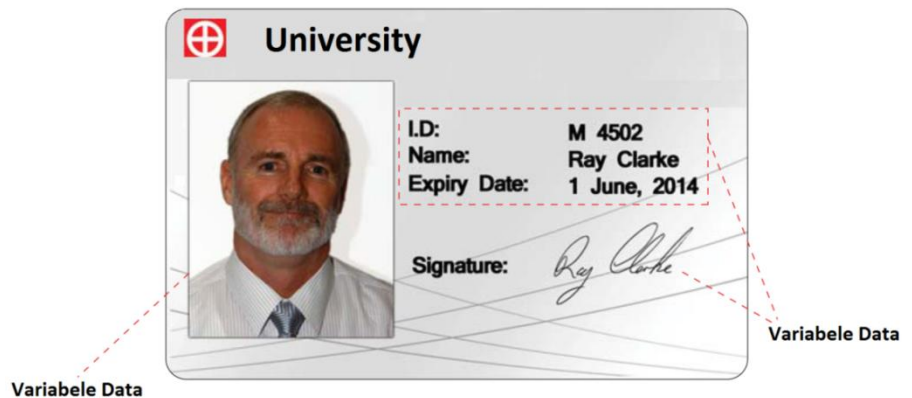 University
I.D: M 4502
Name: Ray Clarke
Expiry Date: 1 June, 2014
Signature: Ray Clarke
Variabele Data
Variabele Data